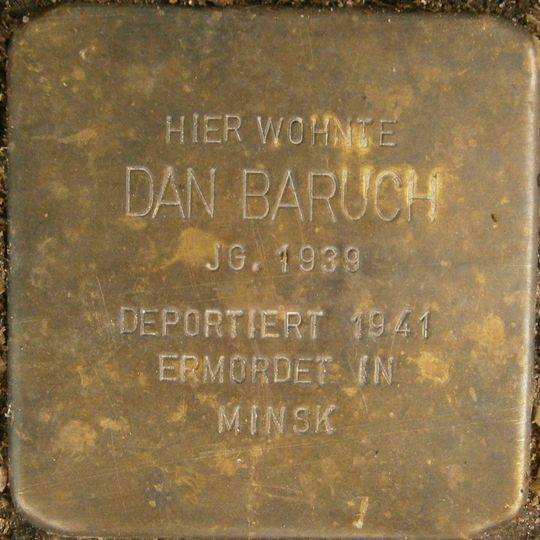 HIER WOHNTE
DAN BARUCH
JG. 1939
DEPORTIERT 1941
ERMORDET IN
MINSK